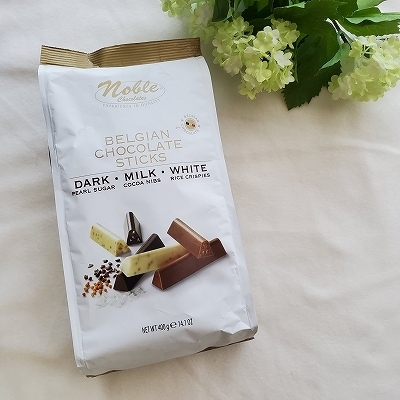 Noble
Chocolates
BELGIAN
CHOCOLATE
STICKS
DARK • MILK • WHITE
PEARL SUGAR COCOA NIBS RICE CRISPIES
NET WT 400 g e 14.1 OZ